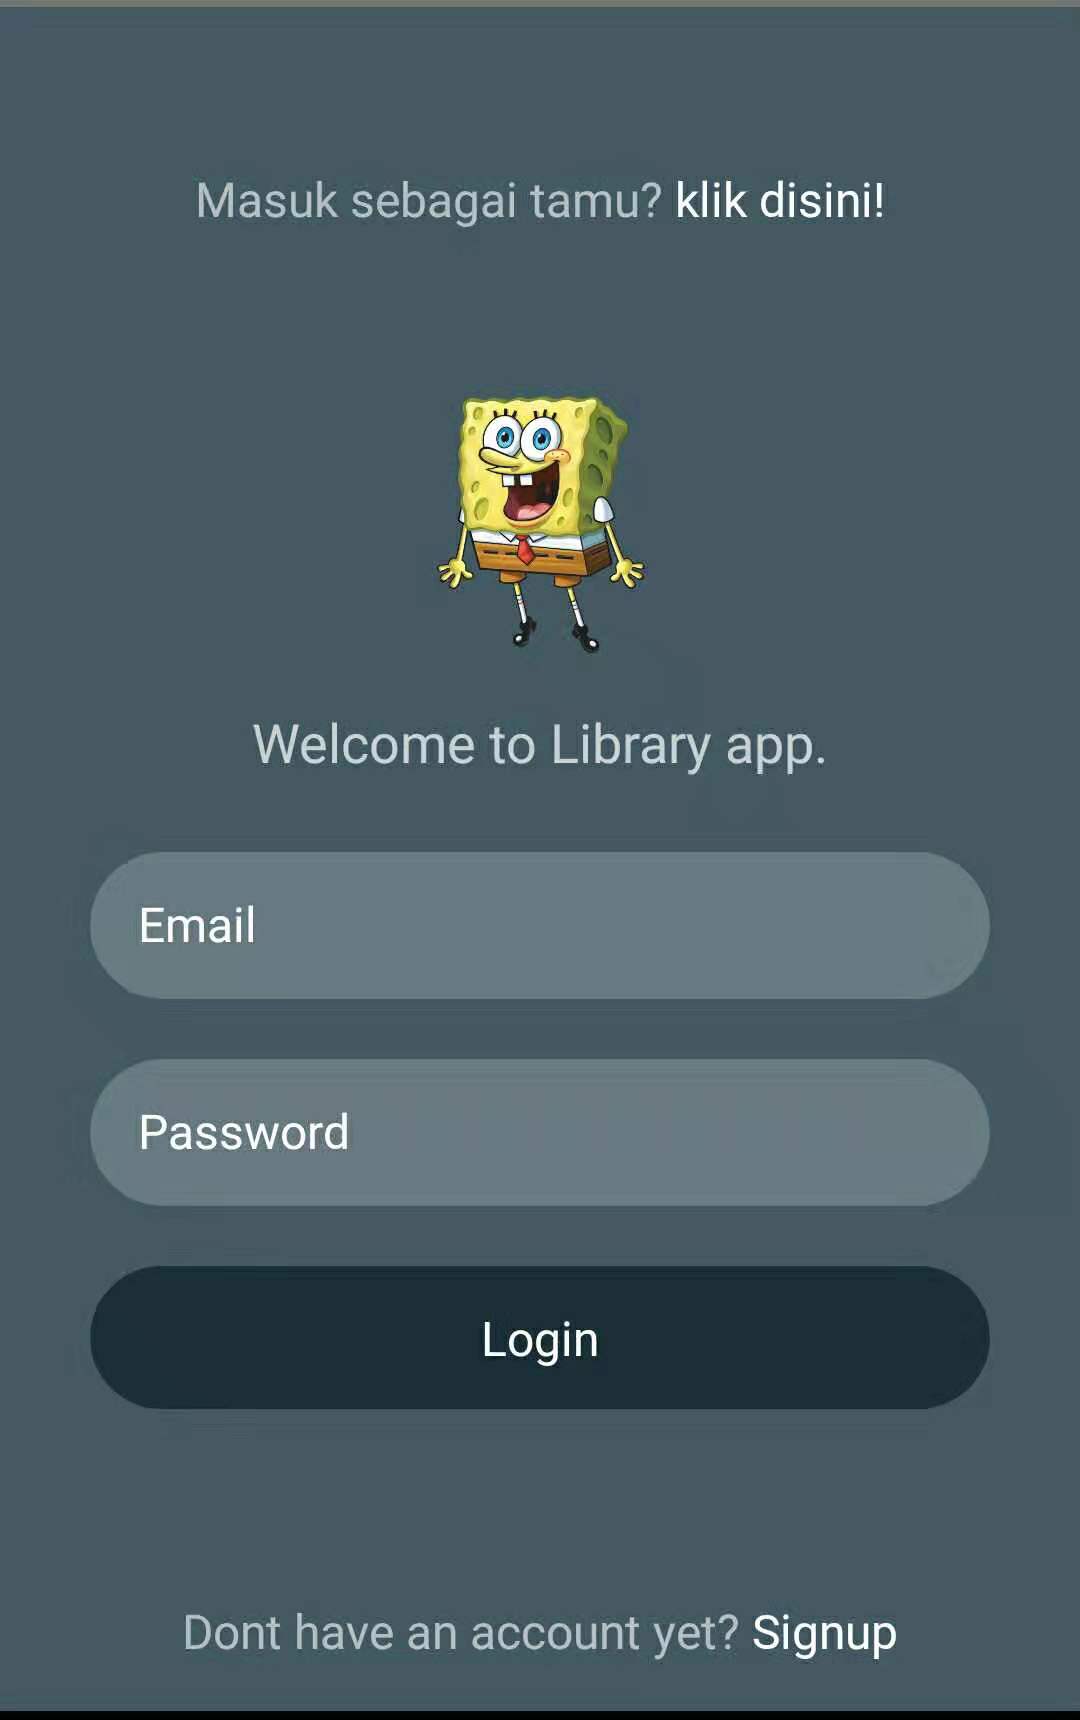 Masuk sebagai tamu? klik disini!
Welcome to Library app.
Email
Password
Login
Dont have an account yet? Signup